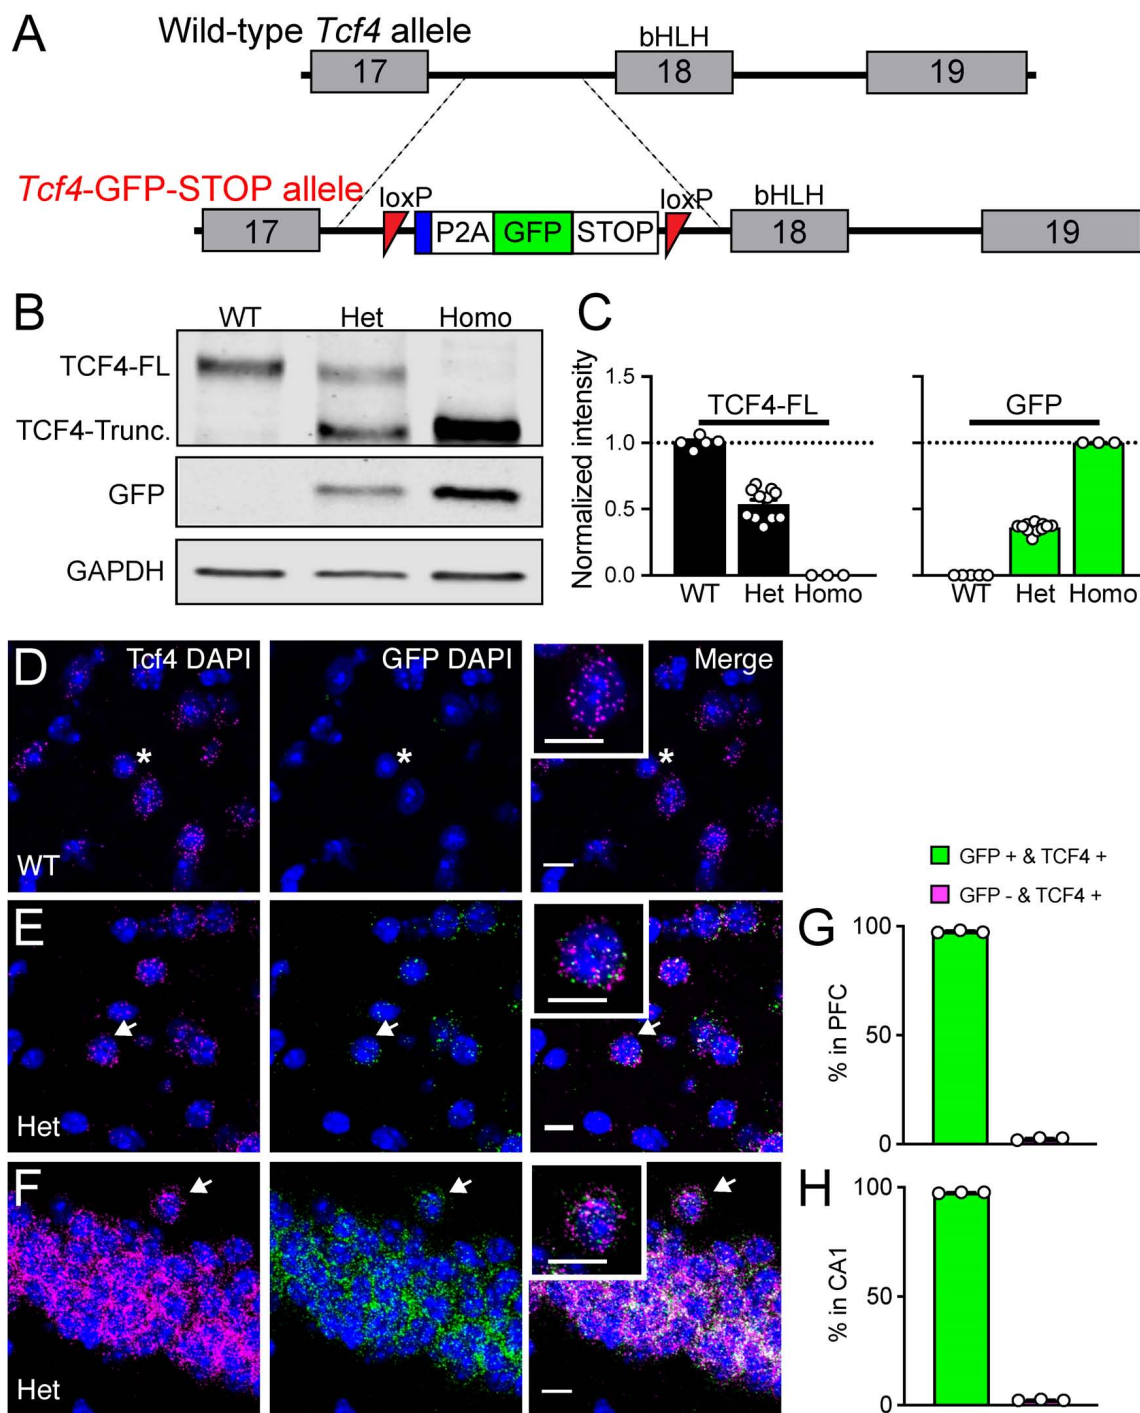 A
Wild-type Tcf4 allele
bHLH
17
18
19
Tcf4-GFP-STOP allele
loxP
loxP
bHLH
17
P2A
GFP
STOP
18
19
B
WT Het Homo
TCF4-FL
TCF4-Trunc.
GFP
GAPDH
C
Normalized intensity
1.5
1.0
0.5
0.0
TCF4-FL
WT Het Homo
GFP
WT Het Homo
D
Tcf4 DAPI
GFP DAPI
Merge
*
*
*
WT
E
Het
F
Het
GFP + & TCF4 +
GFP - & TCF4 +
G
% in PFC
100
50
0
H
% in CA1
100
50
0